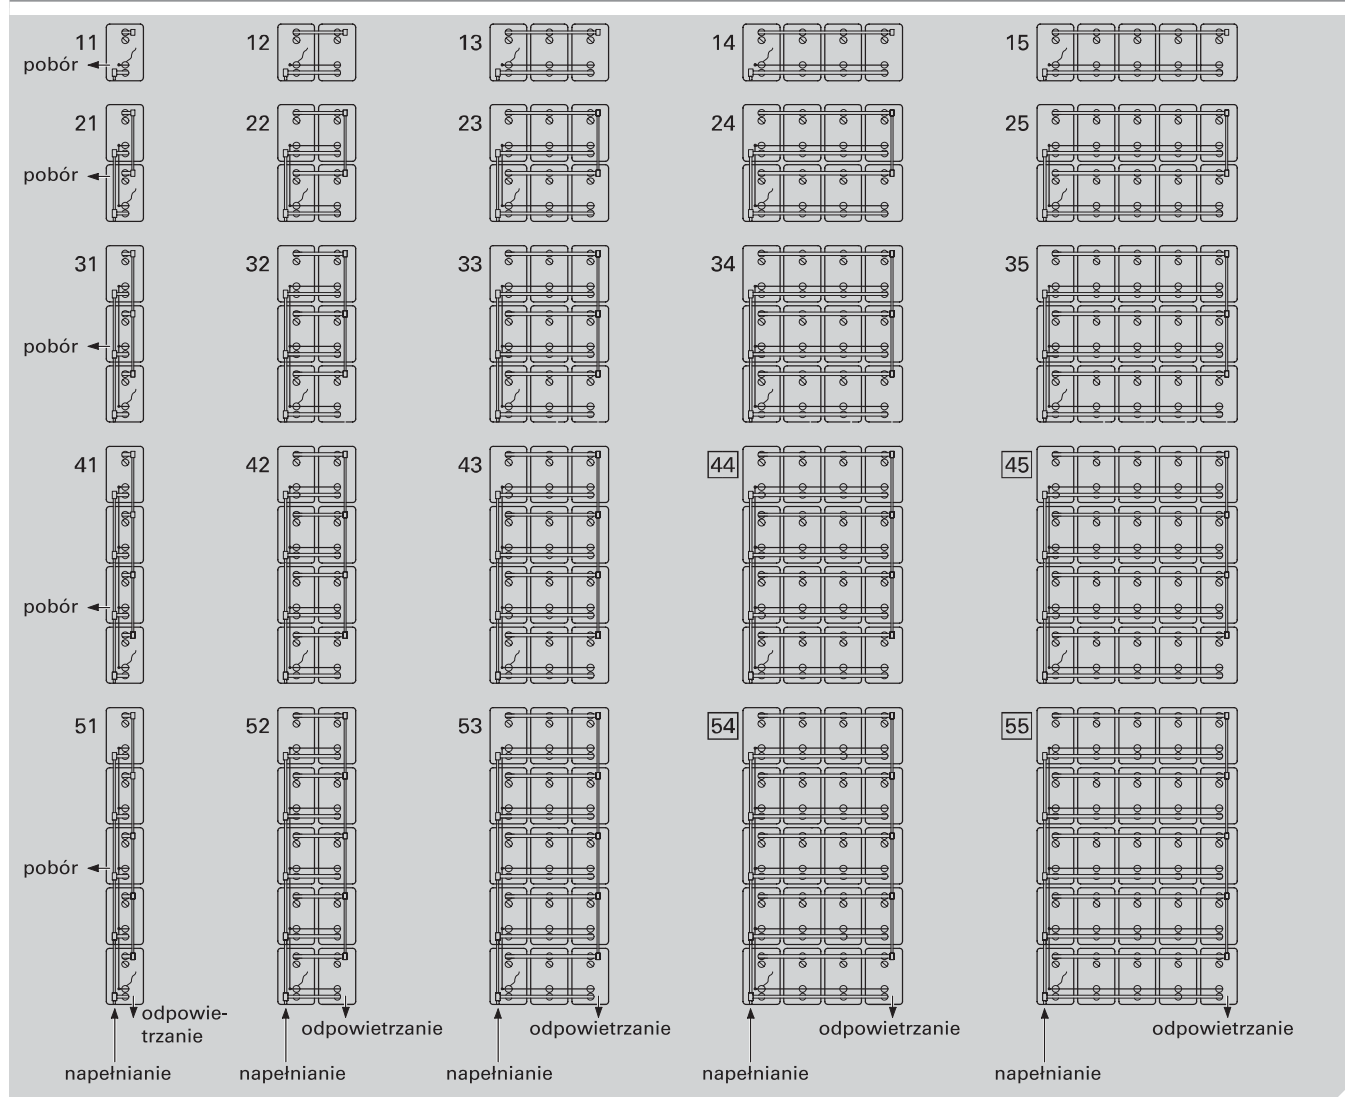 11 12 13 14 15
pobór
21 22 23 24 25
pobór
31 32 33 34 35
pobór
41 42 43 44 45
pobór
51 52 53 54 55
pobór
odpowie-
trzanie
odpowietrzanie odpowietrzanie odpowietrzanie odpowietrzanie
napełnianie napełnianie napełnianie napełnianie napełnianie